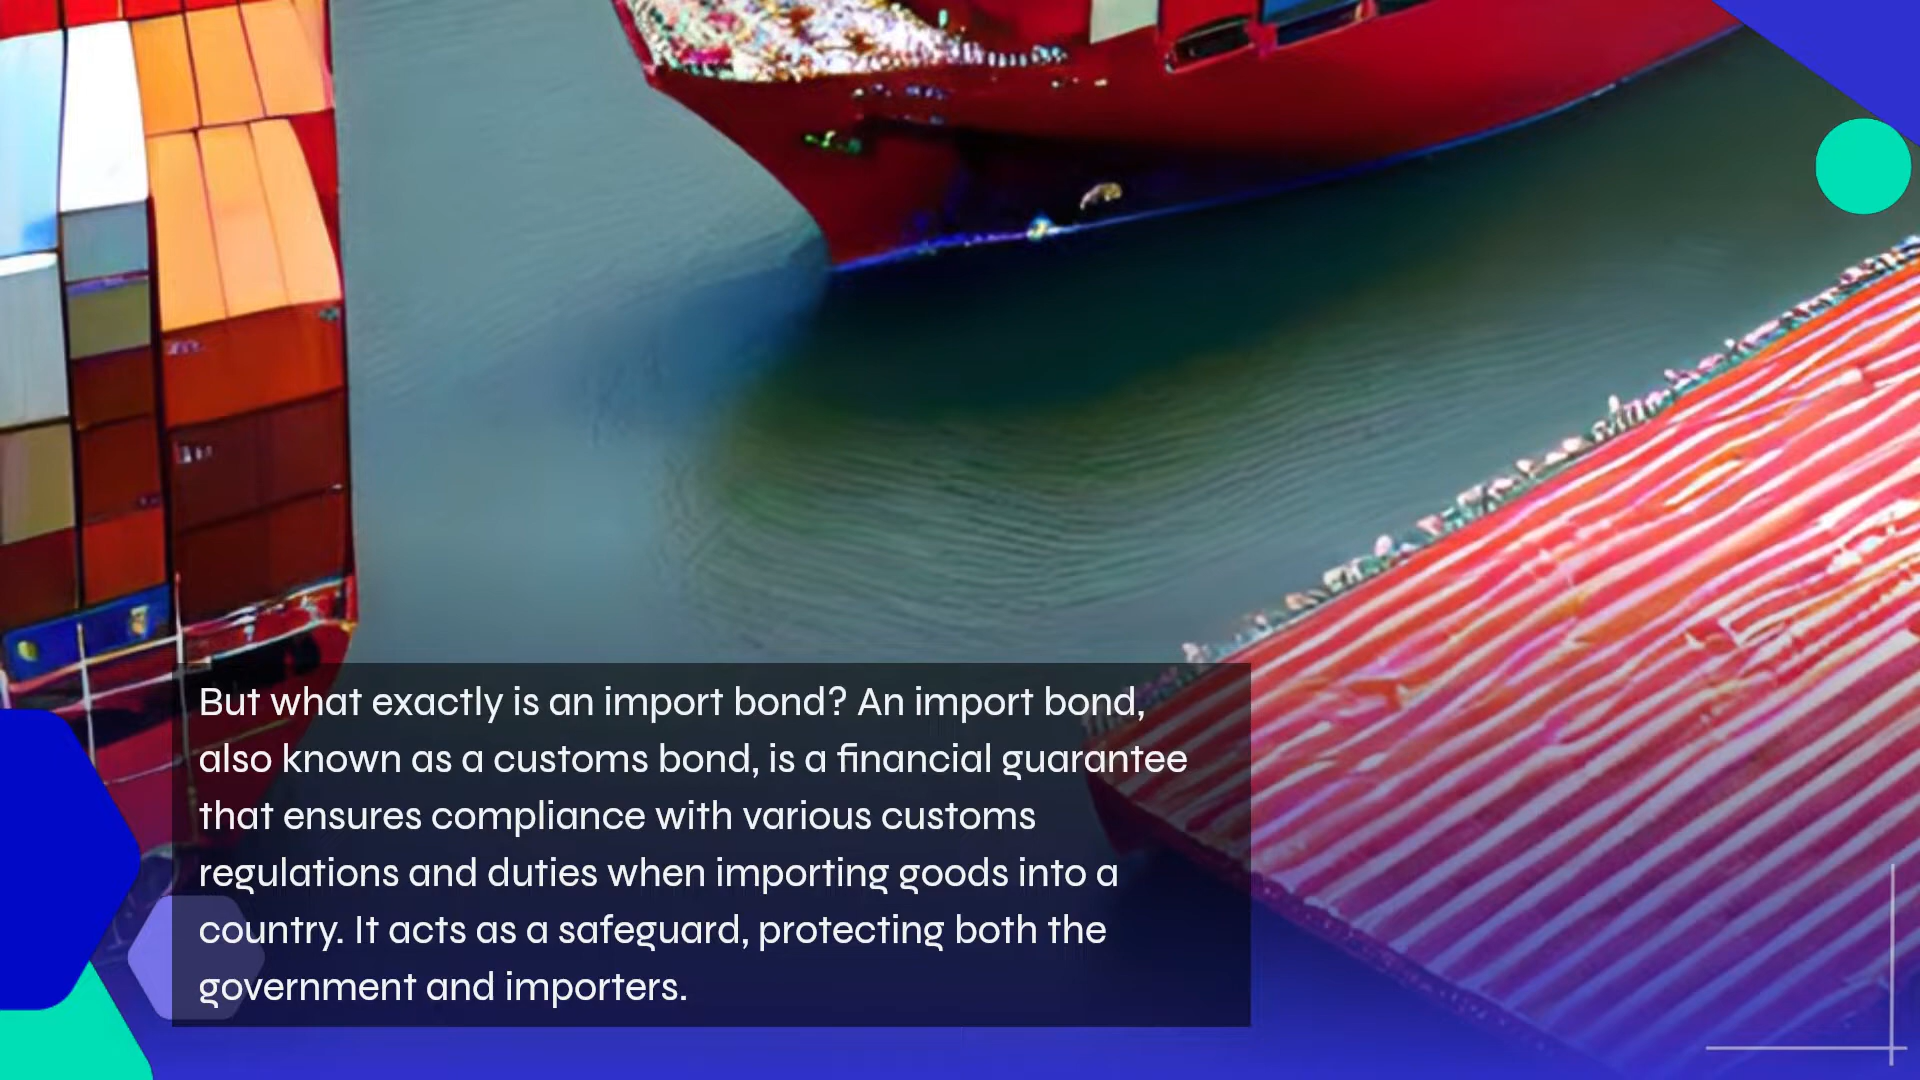 But what exactly is an import bond? An import bond,
also known as a customs bond, is a financial guarantee
that ensures compliance with various customs
regulations and duties when importing goods into a
country. It acts as a safeguard, protecting both the
government and importers.